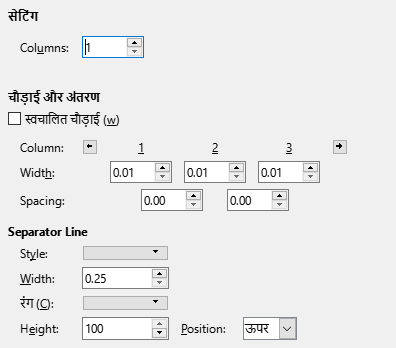 सेटिंग
Columns: 1
चौड़ाई और अंतरण
स्वचालित चौड़ाई (w)
Column: 1 2 3
Width: 0.01 0.01 0.01
Spacing: 0.00 0.00
Separator Line
Style:
Width: 0.25
रंग (C):
Height: 100 Position: ऊपर